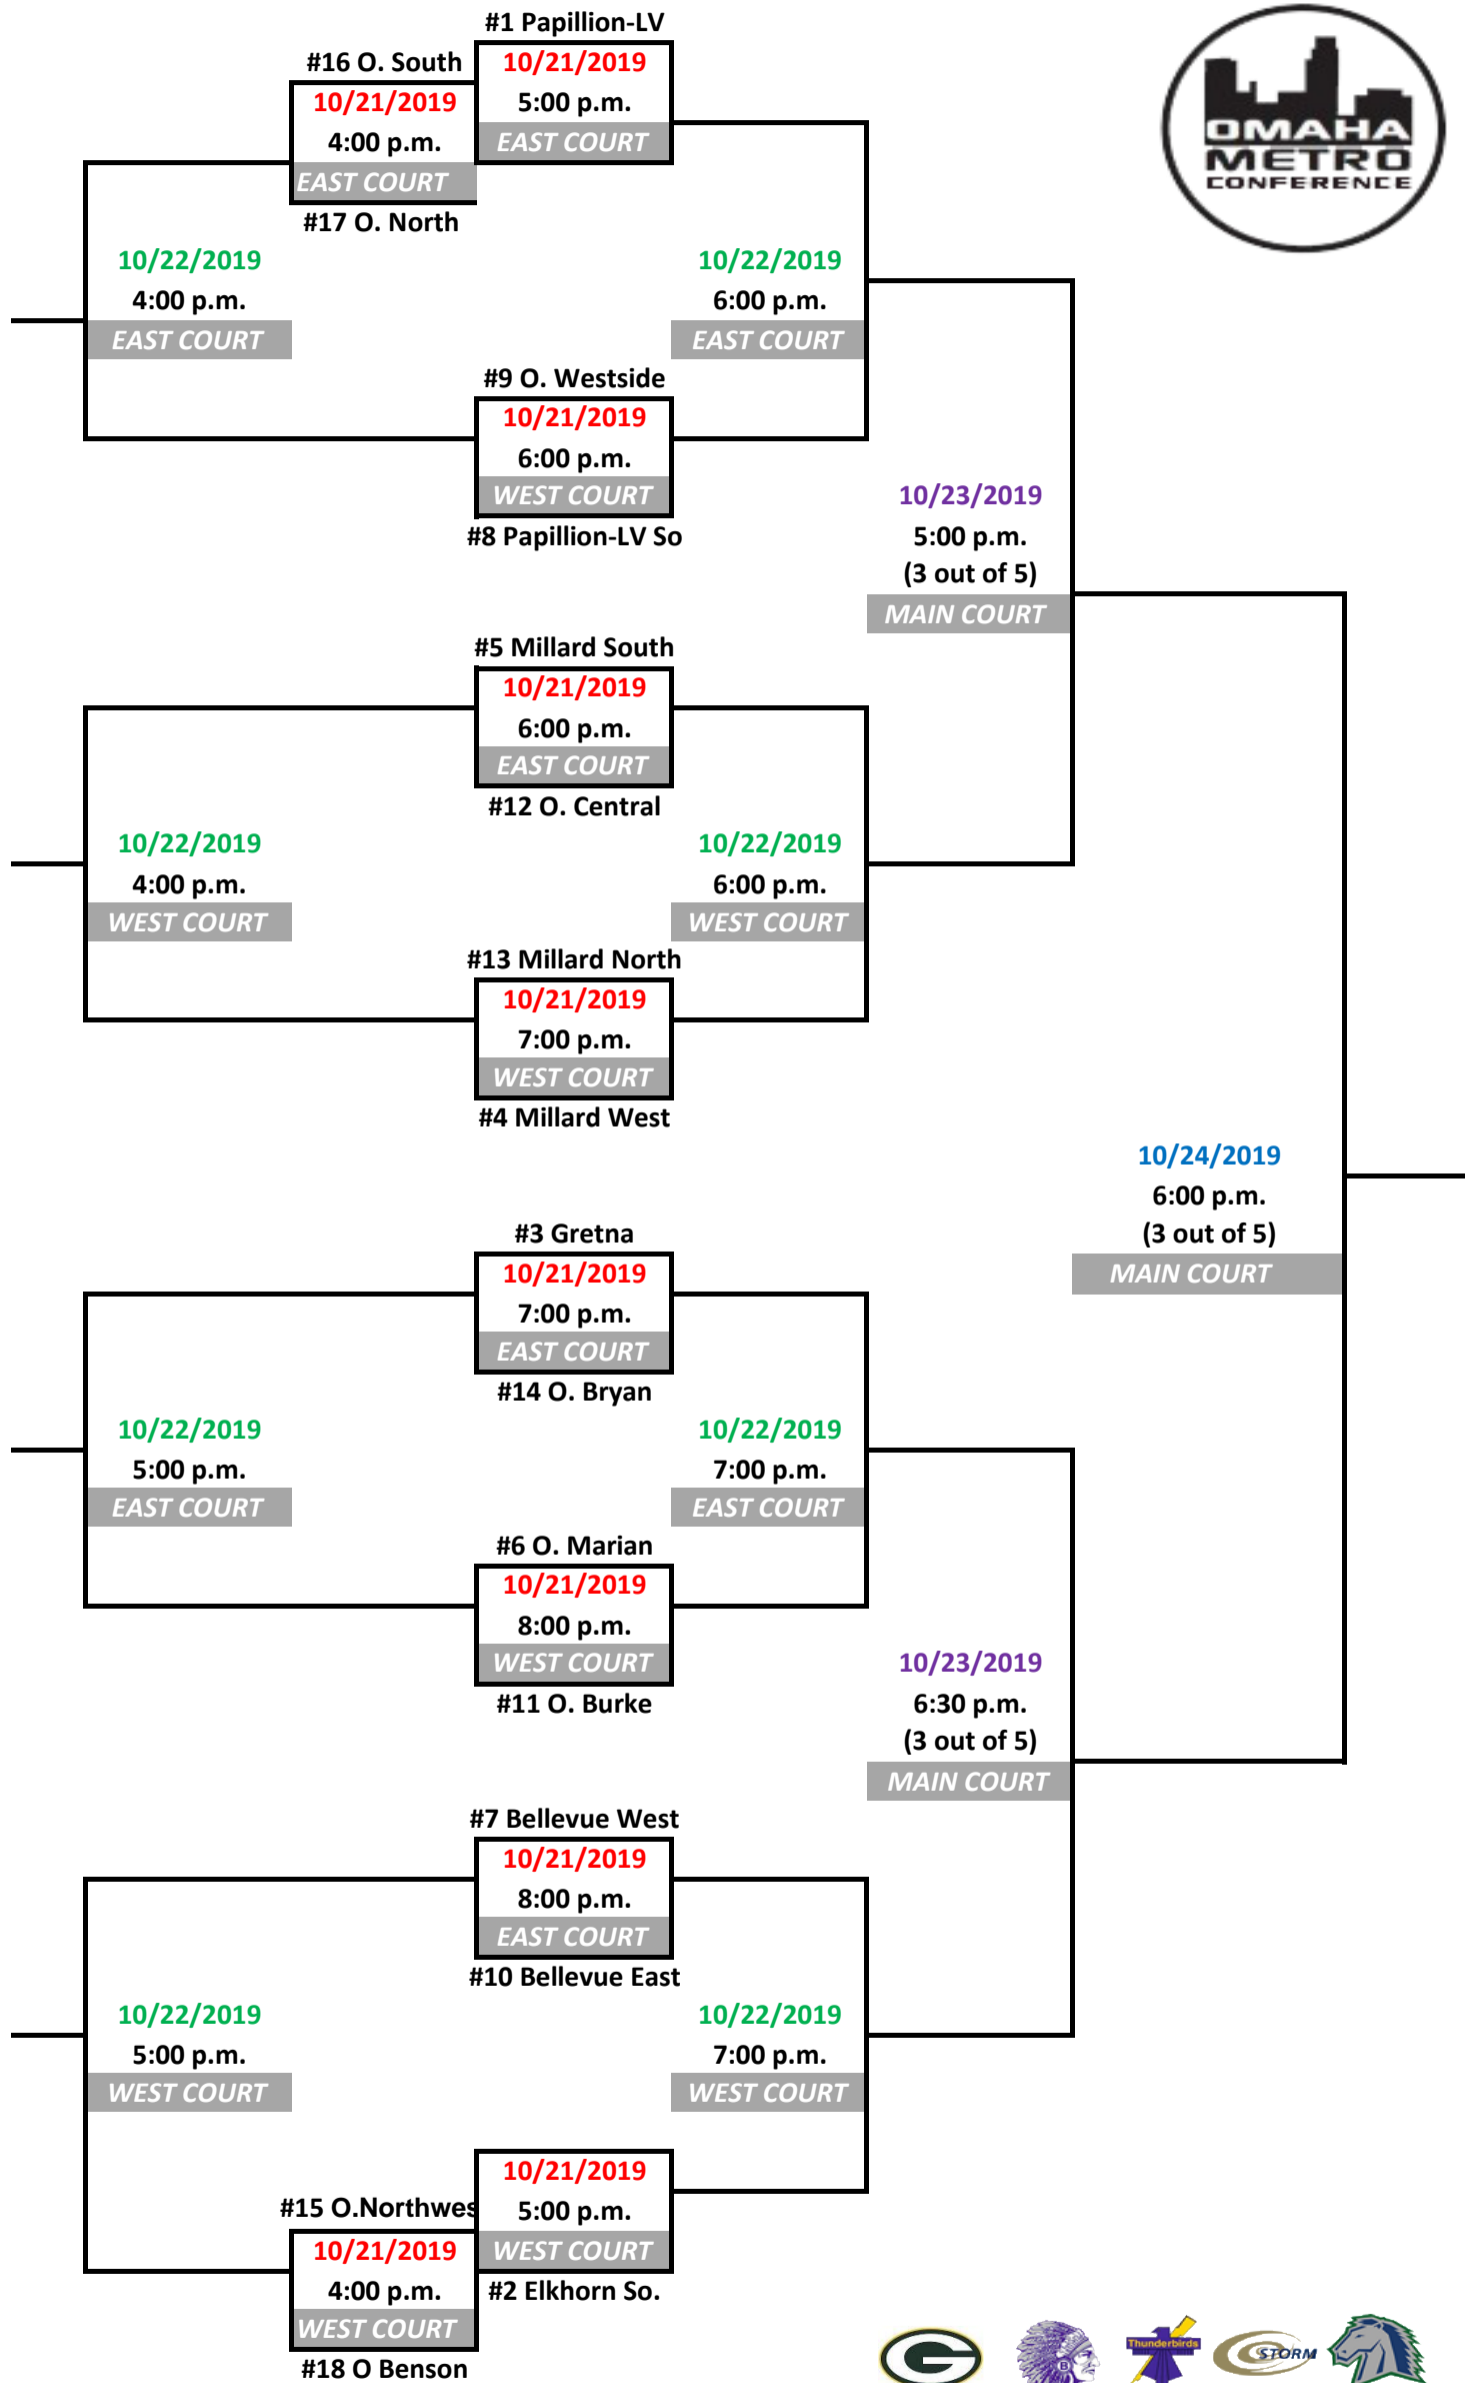 #1 Papillion-LV
#16 O. South
10/21/2019
10/21/2019
5:00 p.m.
4:00 p.m.
EAST COURT
EAST COURT
#17 O. North
OMAHA
METRO
CONFERENCE
10/22/2019
4:00 p.m.
EAST COURT
10/22/2019
6:00 p.m.
EAST COURT
#9 O. Westside
10/21/2019
6:00 p.m.
WEST COURT
#8 Papillion-LV So
10/23/2019
5:00 p.m.
(3 out of 5)
MAIN COURT
#5 Millard South
10/21/2019
6:00 p.m.
EAST COURT
#12 O. Central
10/22/2019
4:00 p.m.
WEST COURT
10/22/2019
6:00 p.m.
WEST COURT
#13 Millard North
10/21/2019
7:00 p.m.
WEST COURT
#4 Millard West
10/24/2019
6:00 p.m.
(3 out of 5)
MAIN COURT
#3 Gretna
10/21/2019
7:00 p.m.
EAST COURT
#14 O. Bryan
10/22/2019
5:00 p.m.
EAST COURT
10/22/2019
7:00 p.m.
EAST COURT
#6 O. Marian
10/21/2019
8:00 p.m.
WEST COURT
#11 O. Burke
10/23/2019
6:30 p.m.
(3 out of 5)
MAIN COURT
#7 Bellevue West
10/21/2019
8:00 p.m.
EAST COURT
#10 Bellevue East
10/22/2019
5:00 p.m.
WEST COURT
10/22/2019
7:00 p.m.
WEST COURT
10/21/2019
#15 O.Northwes
5:00 p.m.
10/21/2019
WEST COURT
4:00 p.m.
#2 Elkhorn So.
WEST COURT
#18 O Benson
G
B
Thunderbirds
STORM